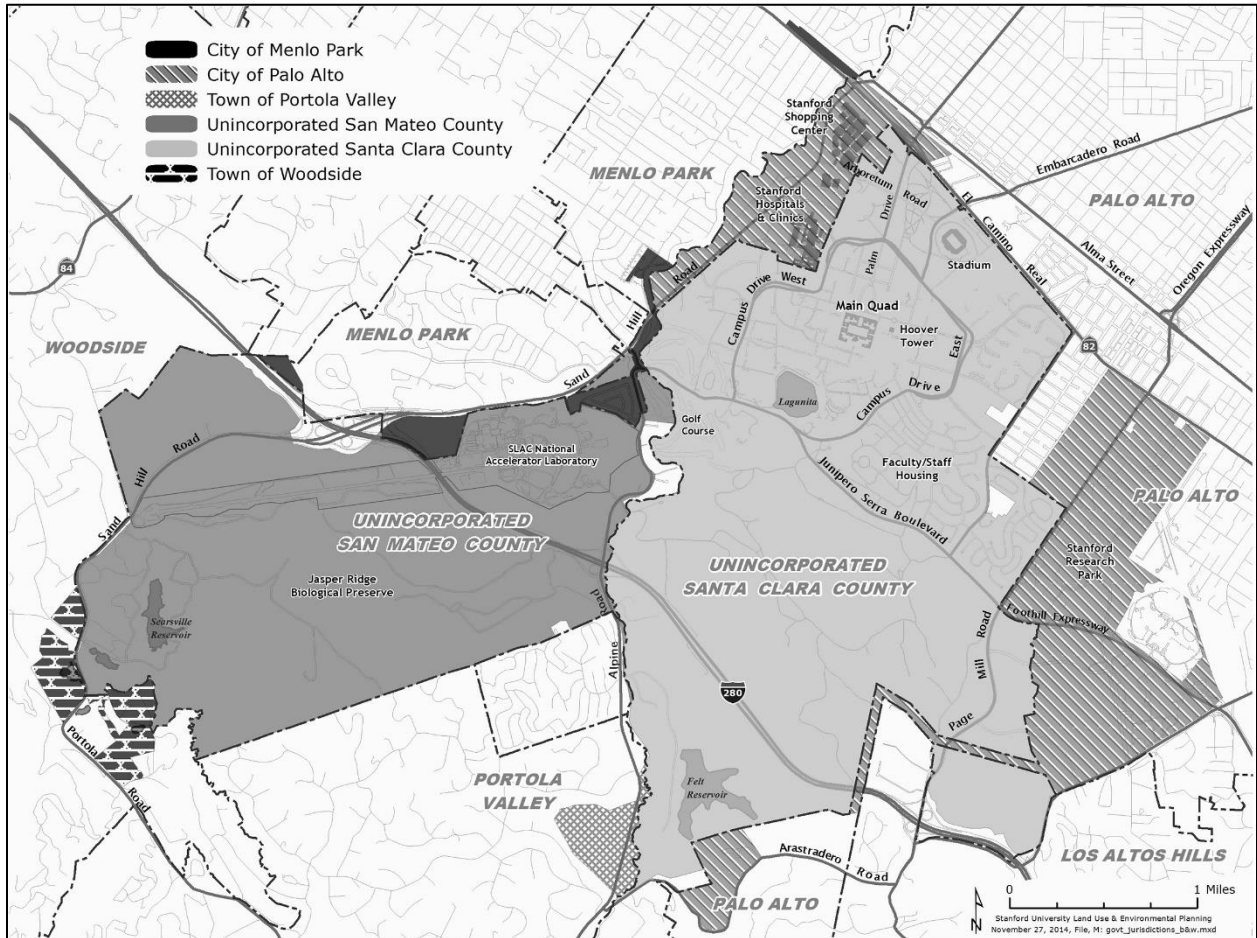 City of Menlo Park
City of Palo Alto
Town of Portola Valley
Unincorporated San Mateo County
Unincorporated Santa Clara County
Town of Woodside
Stanford
Shopping
Center
MENLO PARK
Arboretum Road
Embarcadero Road
Stanford
Hospitals
& Clinics
PALO ALTO
El Camino Real
Palm Drive
Alma Street
Oregon Expressway
Stadium
84
Sand Hill Road
Campus Drive West
Main Quad
Hoover
Tower
WOODSIDE
MENLO PARK
82
Campus Drive East
Lagunita
Golf
Course
SLAC National
Accelerator Laboratory
Faculty/Staff
Housing
Sand Hill Road
Junipero Serra Boulevard
PALO ALTO
UNINCORPORATED
SAN MATEO COUNTY
UNINCORPORATED
SANTA CLARA COUNTY
Stanford
Research
Park
Jasper Ridge
Biological Preserve
Searsville
Reservoir
Foothill Expressway
Alpine Road
Page Mill Road
280
Portola Road
PORTOLA
VALLEY
Felt
Reservoir
Arastradero Road
LOS ALTOS HILLS
PALO ALTO
N
0 1 Miles
Stanford University Land Use & Environmental Planning
November 27, 2014, File, M: govt_jurisdictions_b&w.mxd